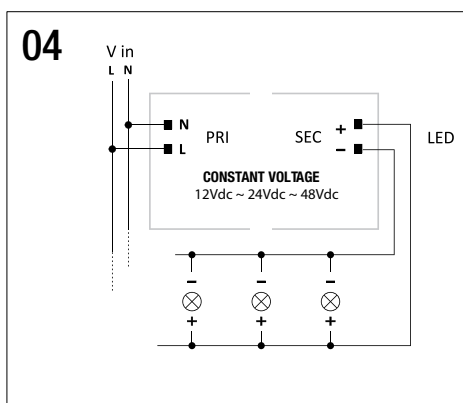 04
V in
L N
N
L
PRI
SEC
+
−
LED
CONSTANT VOLTAGE
12Vdc ~ 24Vdc ~ 48Vdc
− − −
+ + +